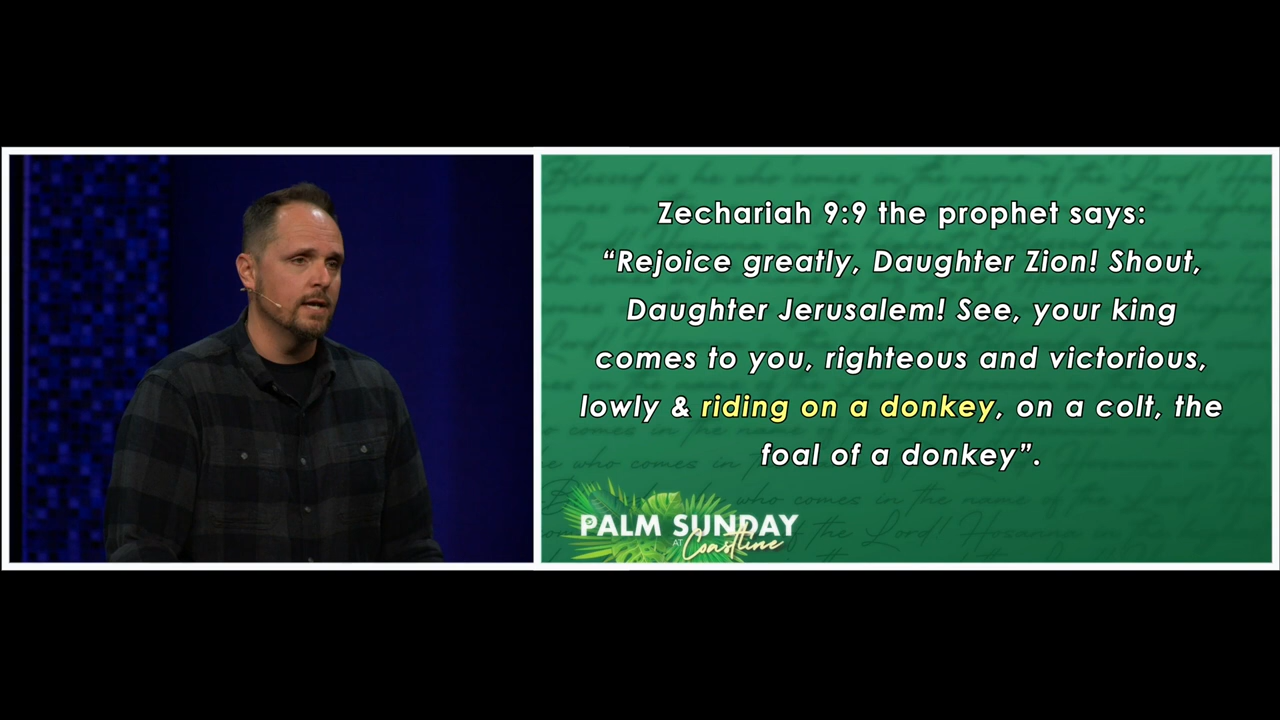 Zechariah 9:9 the prophet says:
“Rejoice greatly, Daughter Zion! Shout,
Daughter Jerusalem! See, your king
comes to you, righteous and victorious,
lowly & riding on a donkey, on a colt, the
foal of a donkey”.
PALM SUNDAY
AT Coastline